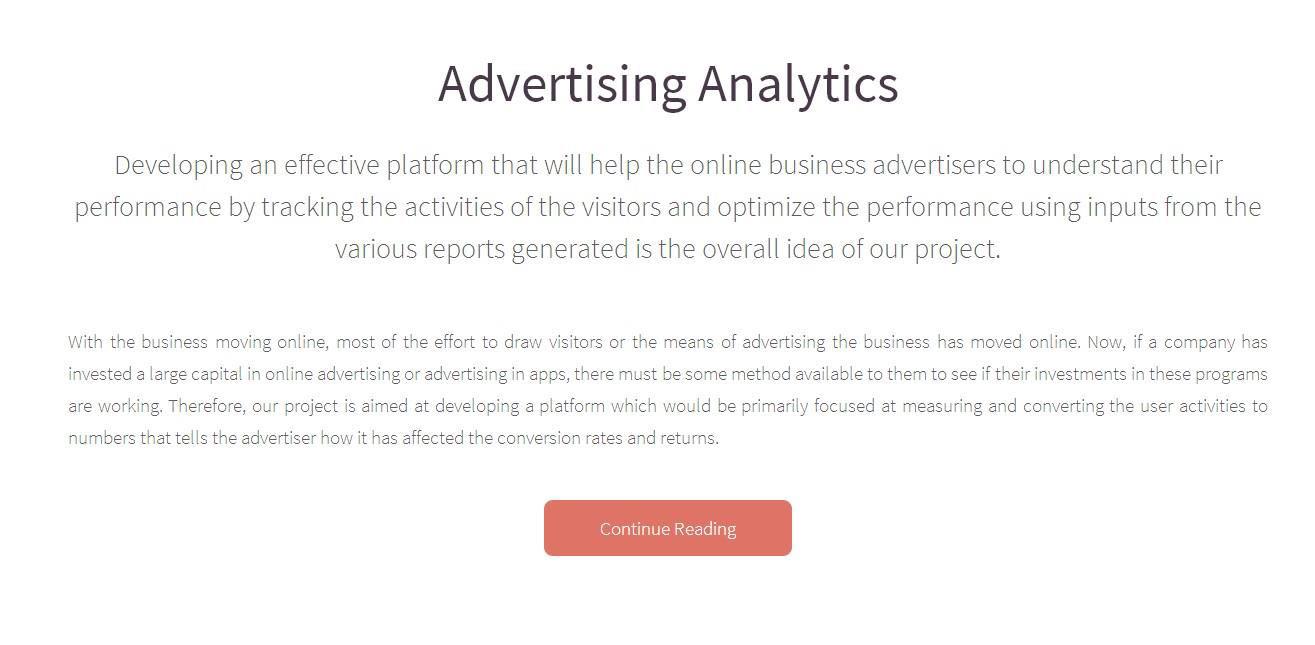 Advertising Analytics
Developing an effective platform that will help the online business advertisers to understand their
performance by tracking the activities of the visitors and optimize the performance using inputs from the
various reports generated is the overall idea of our project.
With the business moving online, most of the effort to draw visitors or the means of advertising the business has moved online. Now, if a company has
invested a large capital in online advertising or advertising in apps, there must be some method available to them to see if their investments in these programs
are working. Therefore, our project is aimed at developing a platform which would be primarily focused at measuring and converting the user activities to
numbers that tells the advertiser how it has affected the conversion rates and returns.
Continue Reading